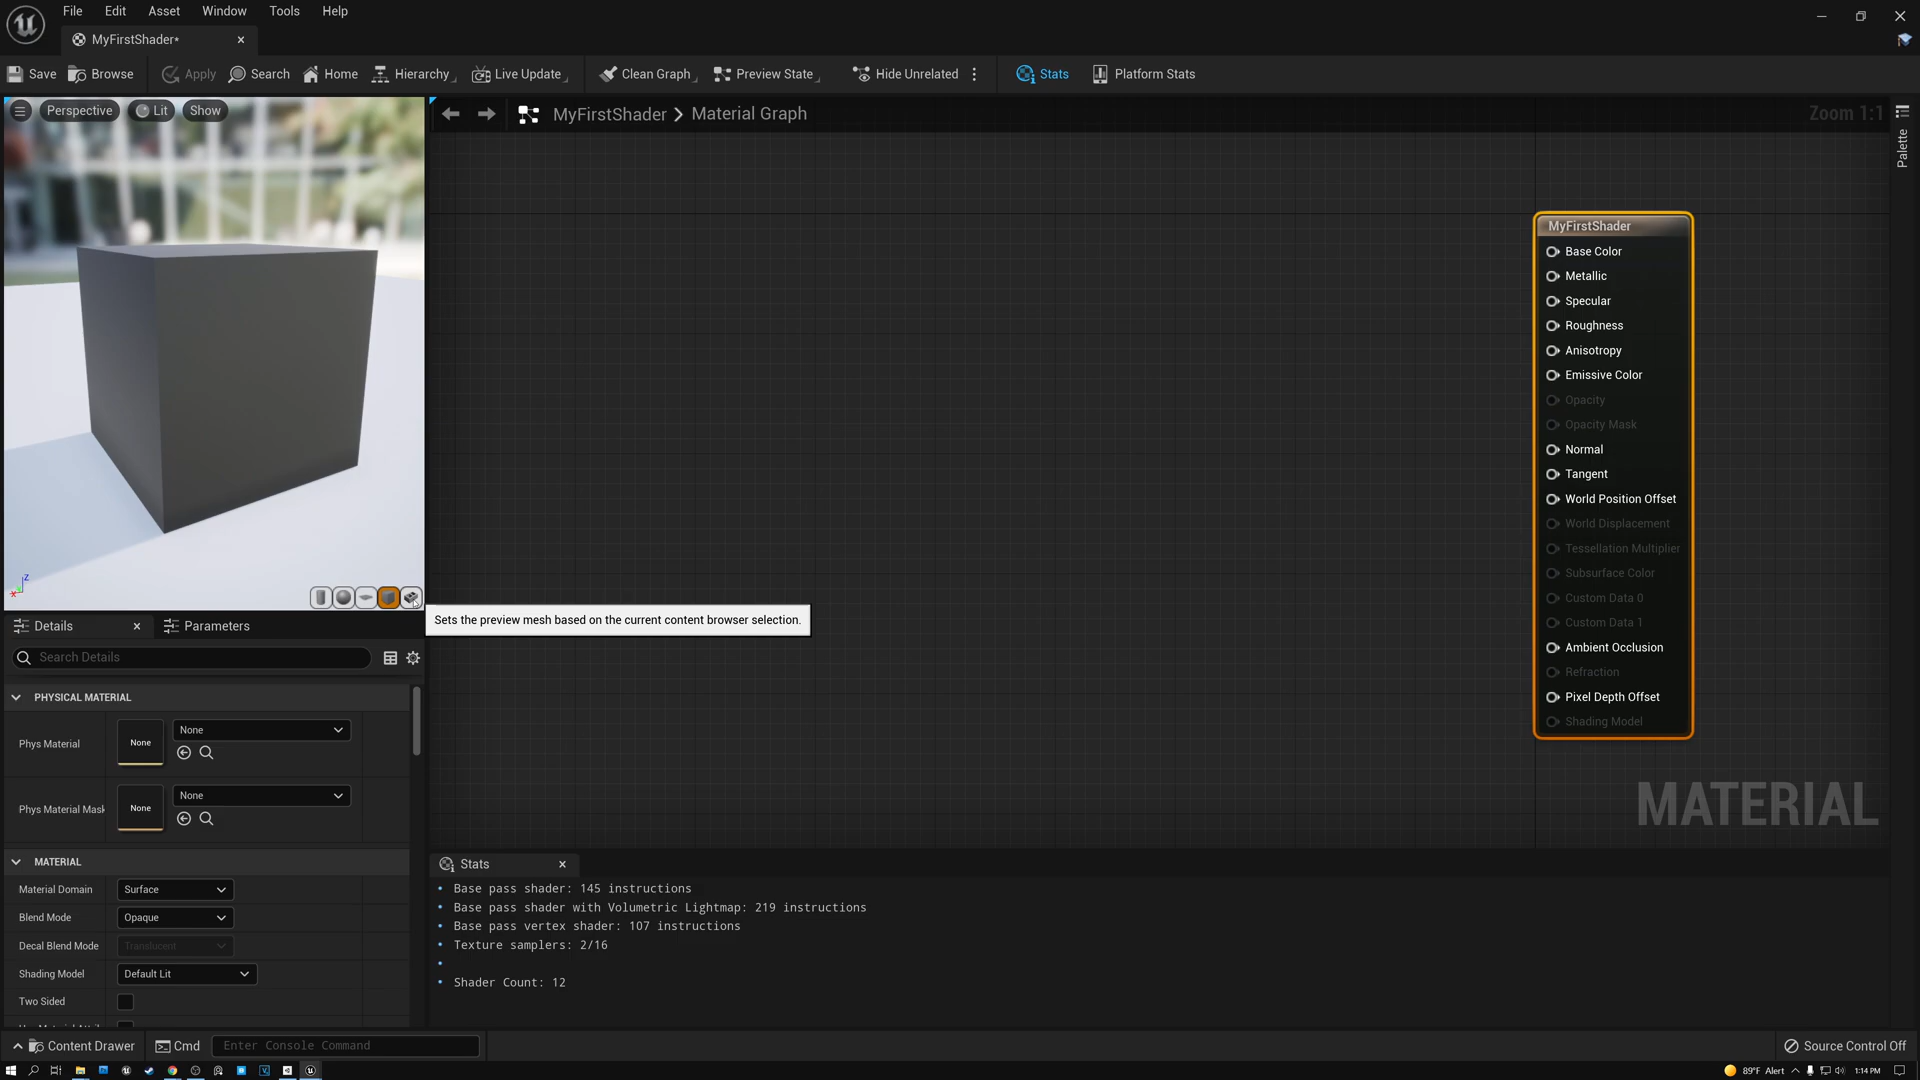 File Edit Asset Window Tools Help
MyFirstShader*
Save Browse Apply Search Home Hierarchy Live Update Clean Graph Preview State Hide Unrelated Stats Platform Stats
Perspective Lit Show
MyFirstShader Material Graph
Zoom 1:1
Palette
MyFirstShader
Base Color
Metallic
Specular
Roughness
Anisotropy
Emissive Color
Opacity
Opacity Mask
Normal
Tangent
World Position Offset
World Displacement
Tessellation Multiplier
Subsurface Color
Custom Data 0
Custom Data 1
Ambient Occlusion
Refraction
Pixel Depth Offset
Shading Model
MATERIAL
Z
X
Sets the preview mesh based on the current content browser selection.
Details Parameters
Search Details
PHYSICAL MATERIAL
Phys Material None None
Phys Material Mask None None
MATERIAL
Material Domain Surface
Blend Mode Opaque
Decal Blend Mode Translucent
Shading Model Default Lit
Two Sided
Stats
Base pass shader: 145 instructions
Base pass shader with Volumetric Lightmap: 219 instructions
Base pass vertex shader: 107 instructions
Texture samplers: 2/16
Shader Count: 12
Content Drawer Cmd Enter Console Command Source Control Off
89°F Alert 1:14 PM